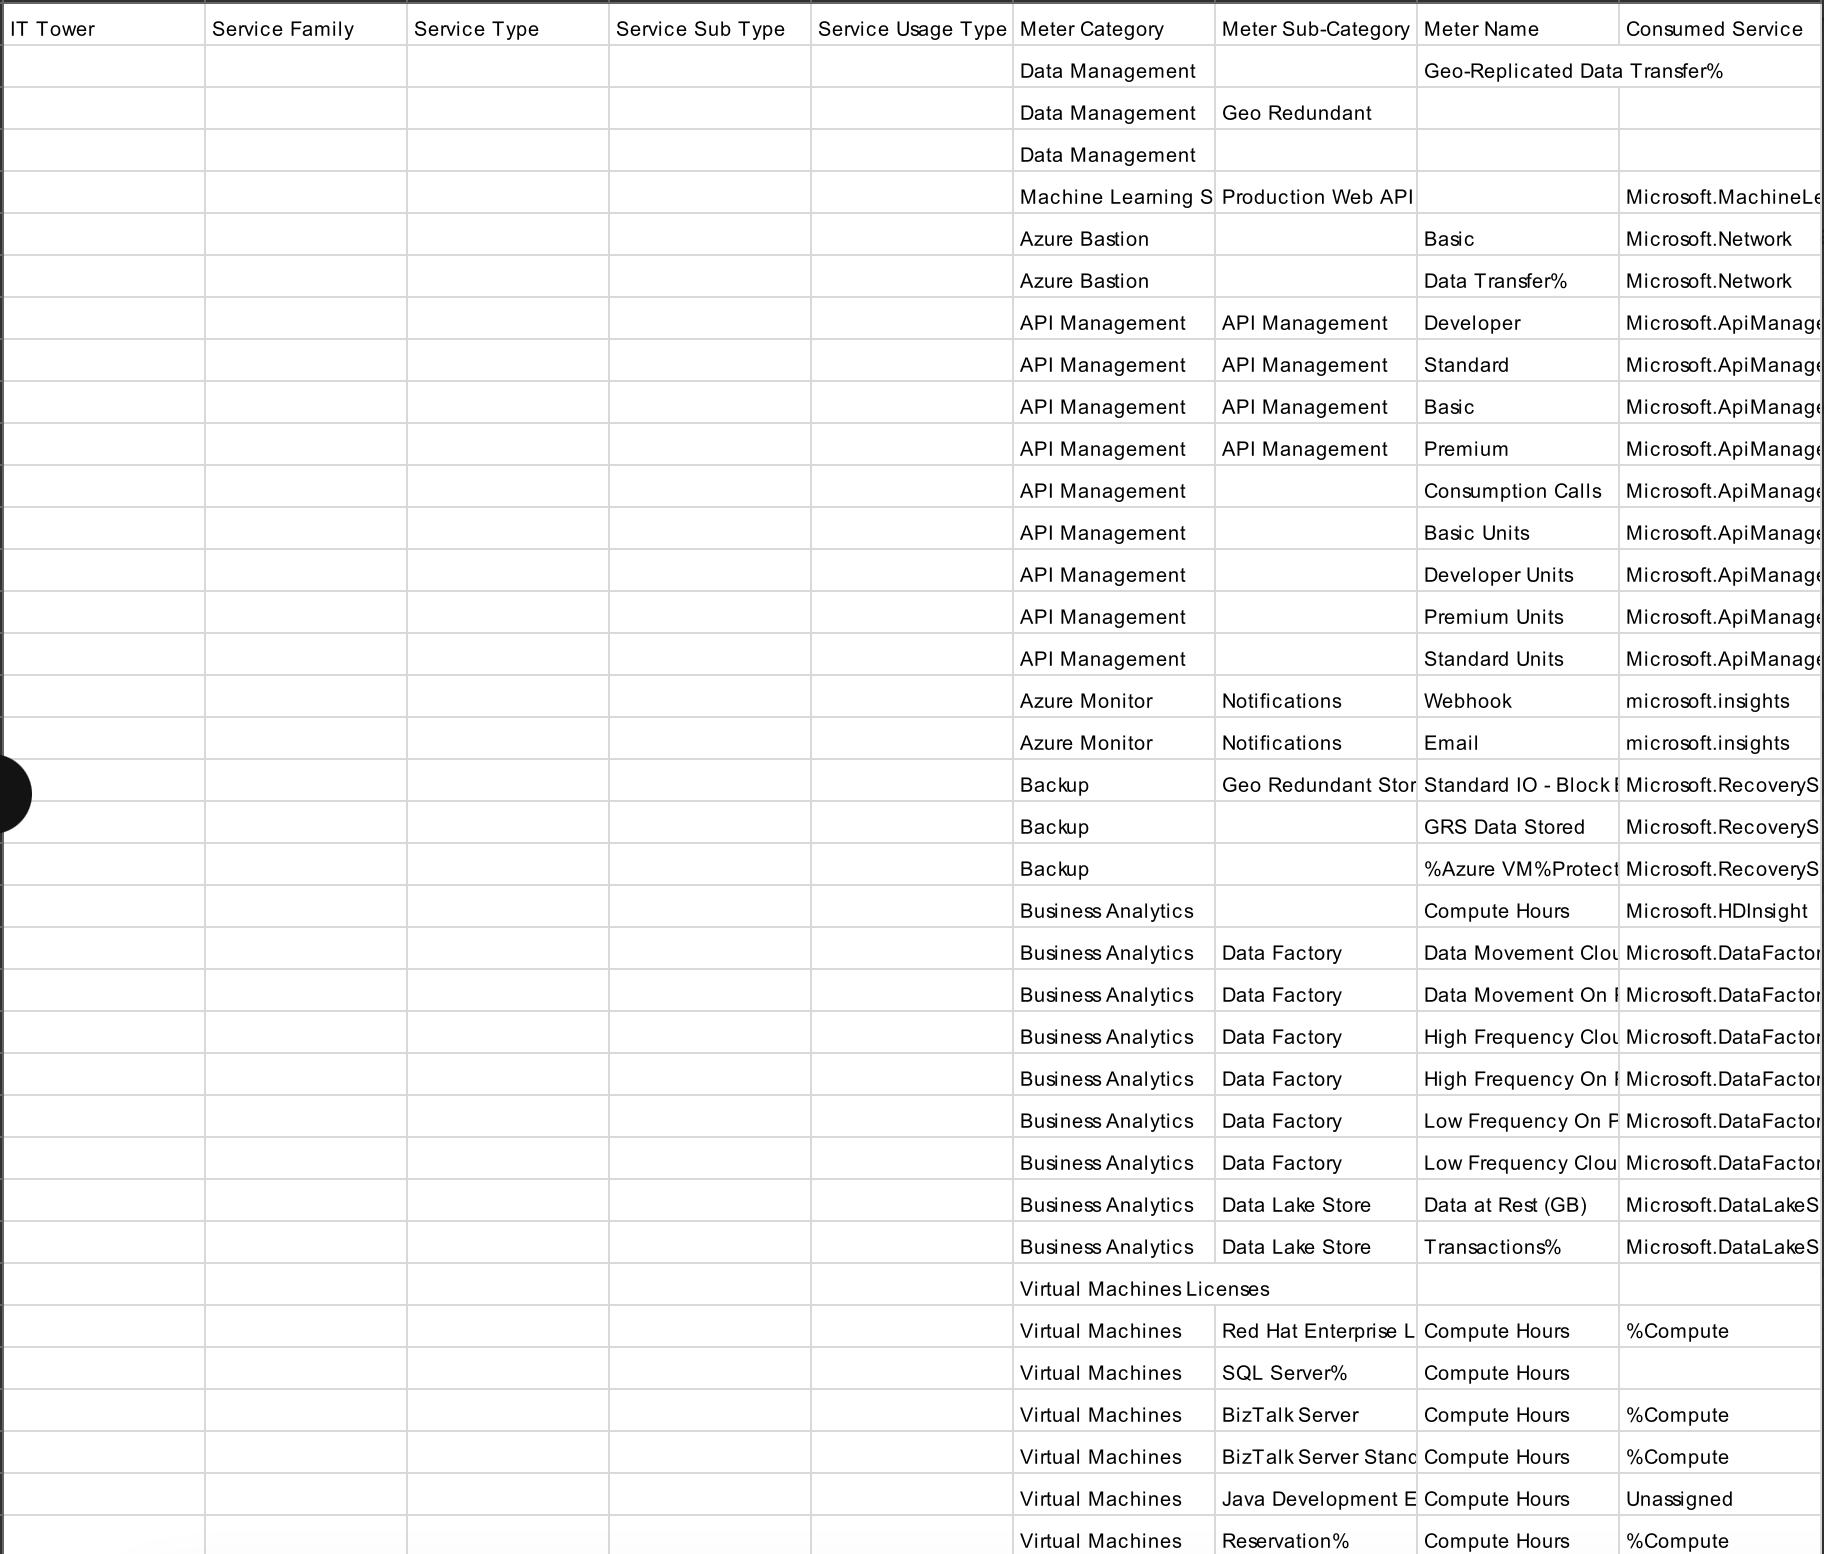 IT Tower Service Family Service Type Service Sub Type Service Usage Type Meter Category Meter Sub-Category Meter Name Consumed Service
Data Management Geo-Replicated Data Transfer%
Data Management Geo Redundant
Data Management
Machine Learning S Production Web API Microsoft.MachineLe
Azure Bastion Basic Microsoft.Network
Azure Bastion Data Transfer% Microsoft.Network
API Management API Management Developer Microsoft.ApiManage
API Management API Management Standard Microsoft.ApiManage
API Management API Management Basic Microsoft.ApiManage
API Management API Management Premium Microsoft.ApiManage
API Management Consumption Calls Microsoft.ApiManage
API Management Basic Units Microsoft.ApiManage
API Management Developer Units Microsoft.ApiManage
API Management Premium Units Microsoft.ApiManage
API Management Standard Units Microsoft.ApiManage
Azure Monitor Notifications Webhook microsoft.insights
Azure Monitor Notifications Email microsoft.insights
Backup Geo Redundant Stor Standard IO - Block Microsoft.RecoveryS
Backup GRS Data Stored Microsoft.RecoveryS
Backup %Azure VM%Protect Microsoft.RecoveryS
Business Analytics Compute Hours Microsoft.HDInsight
Business Analytics Data Factory Data Movement Clou Microsoft.DataFactor
Business Analytics Data Factory Data Movement On Microsoft.DataFactor
Business Analytics Data Factory High Frequency Clou Microsoft.DataFactor
Business Analytics Data Factory High Frequency On Microsoft.DataFactor
Business Analytics Data Factory Low Frequency On P Microsoft.DataFactor
Business Analytics Data Factory Low Frequency Clou Microsoft.DataFactor
Business Analytics Data Lake Store Data at Rest (GB) Microsoft.DataLakeS
Business Analytics Data Lake Store Transactions% Microsoft.DataLakeS
Virtual Machines Licenses
Virtual Machines Red Hat Enterprise L Compute Hours %Compute
Virtual Machines SQL Server% Compute Hours
Virtual Machines BizTalk Server Compute Hours %Compute
Virtual Machines BizTalk Server Stand Compute Hours %Compute
Virtual Machines Java Development E Compute Hours Unassigned
Virtual Machines Reservation% Compute Hours %Compute